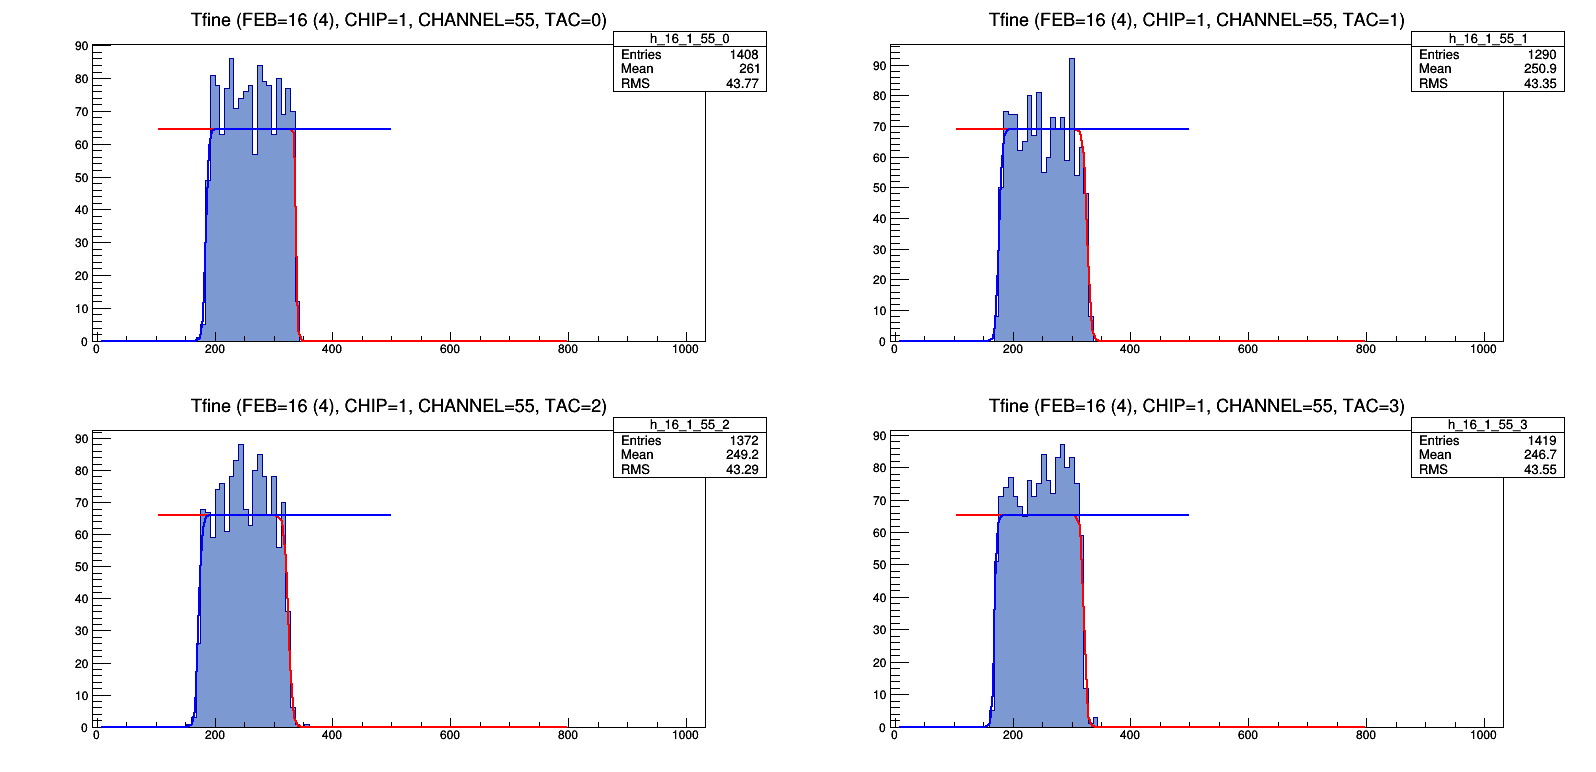 Tfine (FEB=16 (4), CHIP=1, CHANNEL=55, TAC=0)
h_16_1_55_0
Entries 1408
Mean 261
RMS 43.77
90
80
70
60
50
40
30
20
10
0
0 200 400 600 800 1000
Tfine (FEB=16 (4), CHIP=1, CHANNEL=55, TAC=1)
h_16_1_55_1
Entries 1290
Mean 250.9
RMS 43.35
90
80
70
60
50
40
30
20
10
0
0 200 400 600 800 1000
Tfine (FEB=16 (4), CHIP=1, CHANNEL=55, TAC=2)
h_16_1_55_2
Entries 1372
Mean 249.2
RMS 43.29
90
80
70
60
50
40
30
20
10
0
0 200 400 600 800 1000
Tfine (FEB=16 (4), CHIP=1, CHANNEL=55, TAC=3)
h_16_1_55_3
Entries 1419
Mean 246.7
RMS 43.55
90
80
70
60
50
40
30
20
10
0
0 200 400 600 800 1000